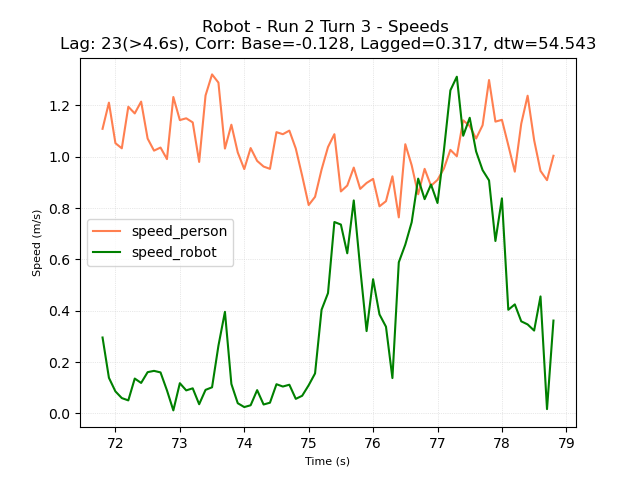 Robot - Run 2 Turn 3 - Speeds
Lag: 23(>4.6s), Corr: Base=-0.128, Lagged=0.317, dtw=54.543
1.2
1.0
0.8
0.6
0.4
0.2
0.0
Speed (m/s)
speed_person
speed_robot
72 73 74 75 76 77 78 79
Time (s)